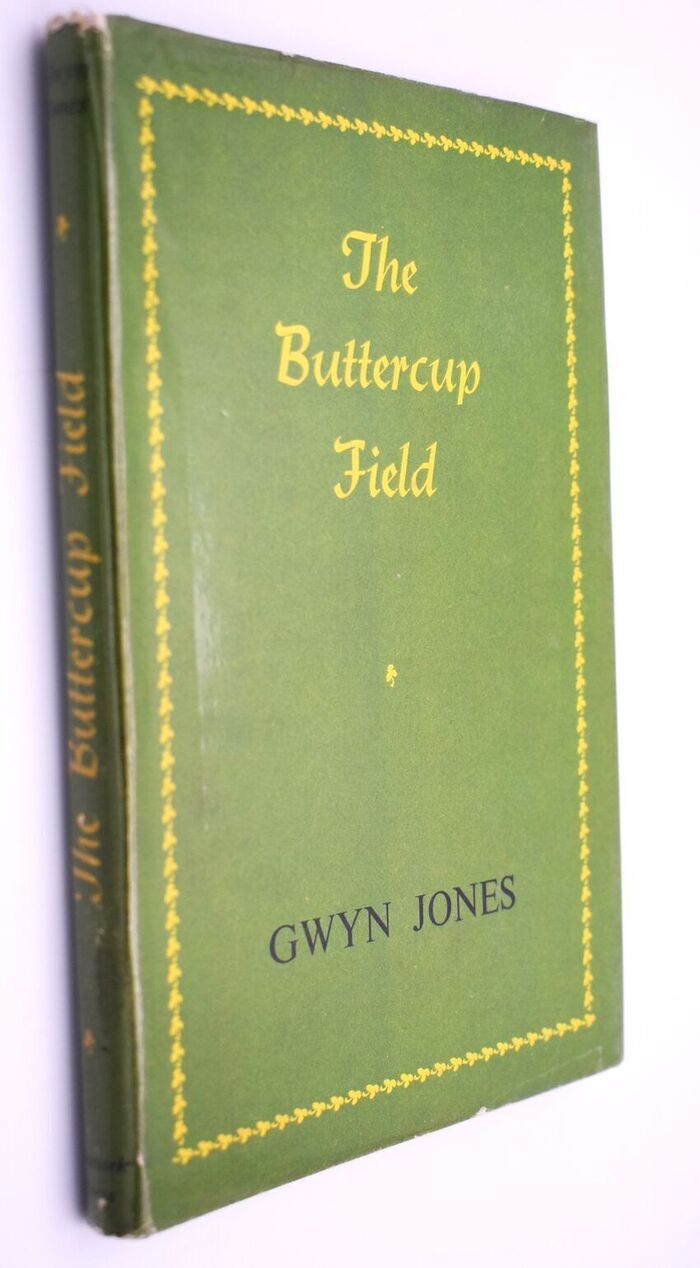 The
Buttercup
Field
GWYN JONES
The Buttercup Field